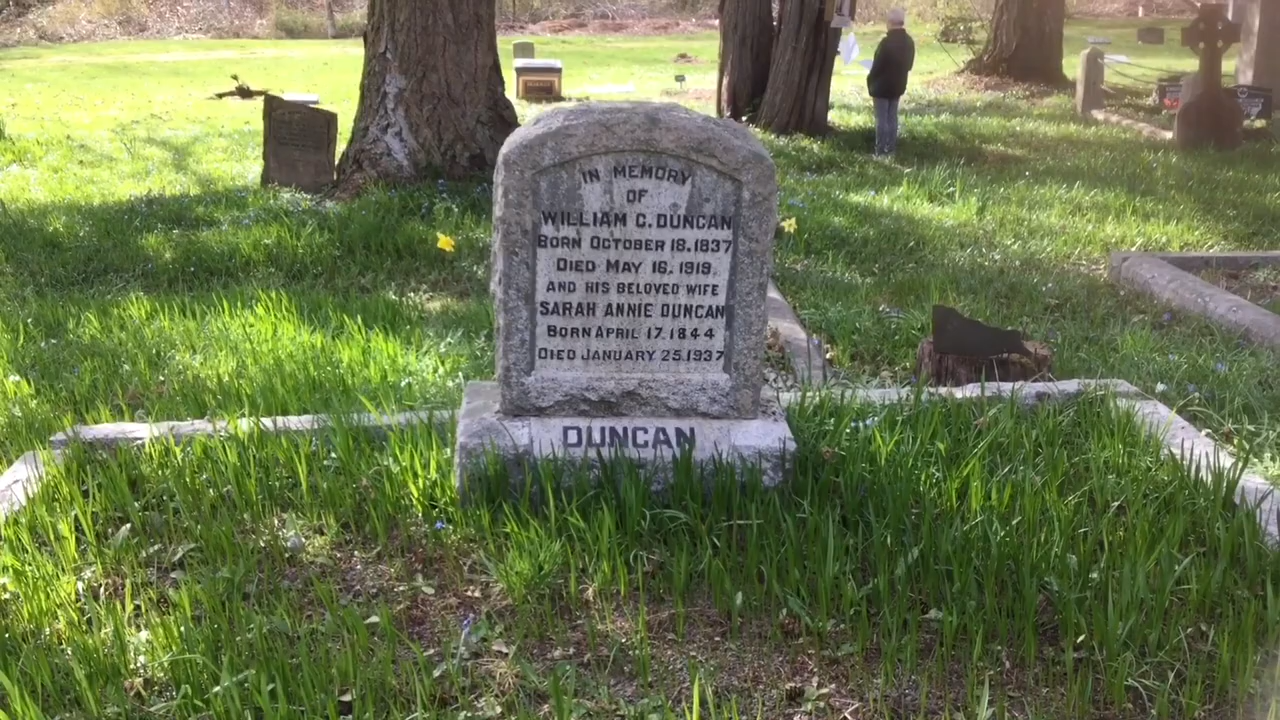 IN MEMORY
OF
WILLIAM C. DUNCAN
BORN OCTOBER 18. 1837
DIED MAY 16. 1919
AND HIS BELOVED WIFE
SARAH ANNIE DUNCAN
BORN APRIL 17. 1844
DIED JANUARY 25. 1937
DUNCAN